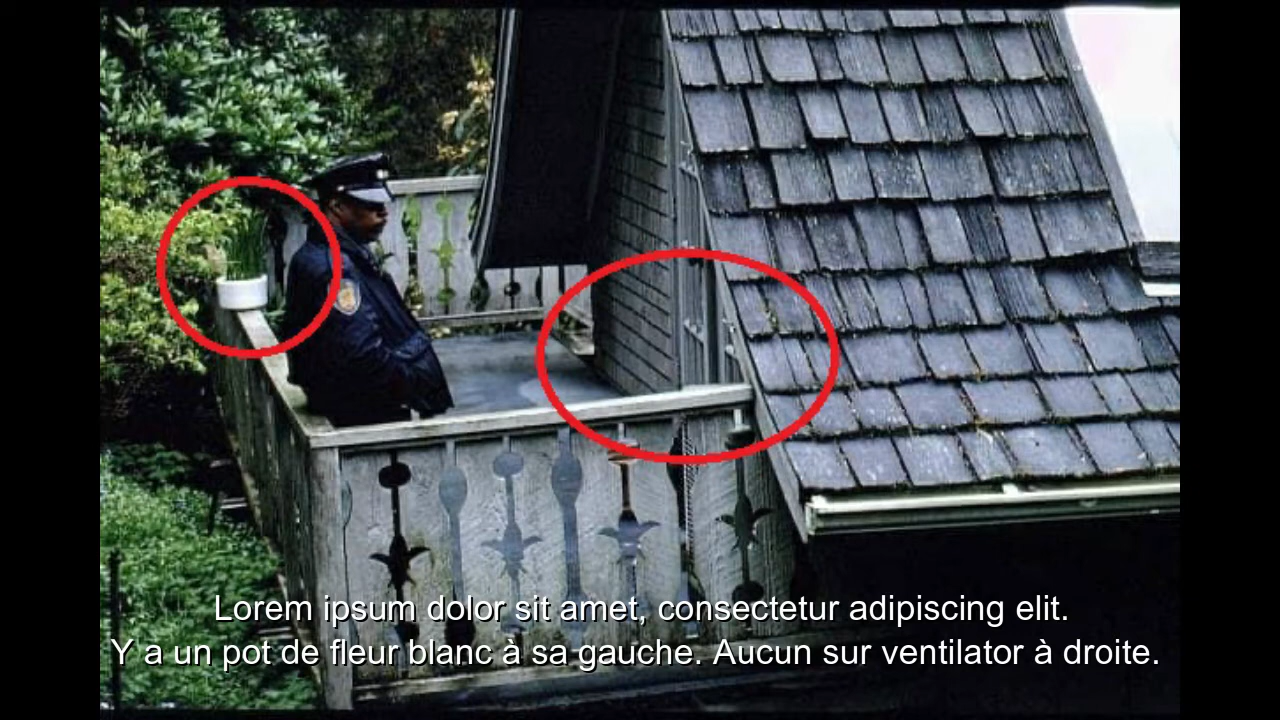 Lorem ipsum dolor sit amet, consectetur adipiscing elit.
Y a un pot de fleur blanc à sa gauche. Aucun sur ventilator à droite.